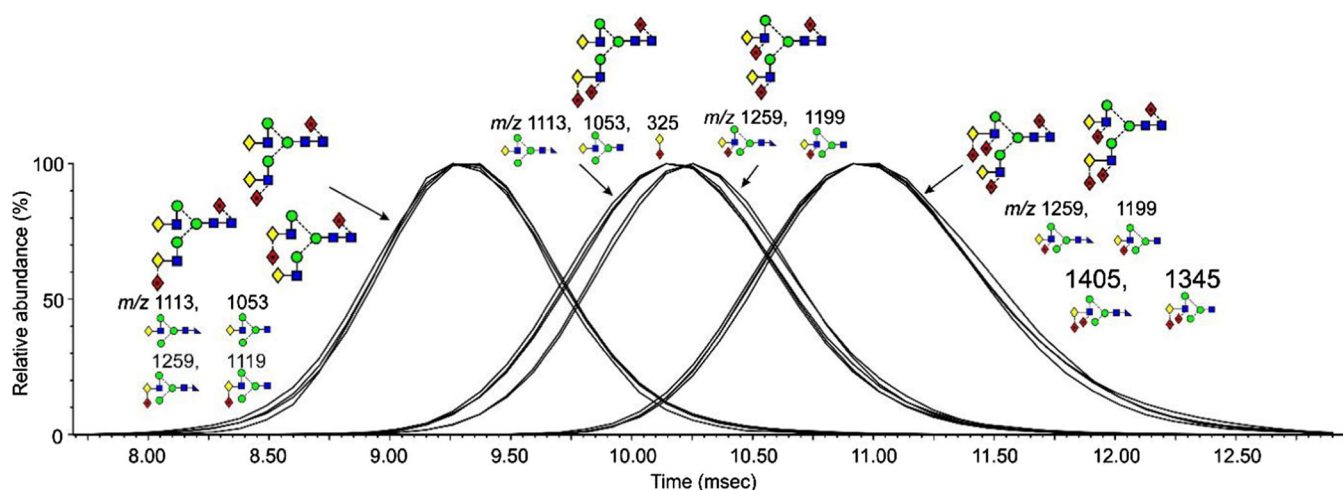 m/z 1113, 1053, 325
m/z 1259, 1199
m/z 1113, 1053
1259, 1119
m/z 1259, 1199
1405, 1345
Relative abundance (%)
100
50
0
8.00 8.50 9.00 9.50 10.00 10.50 11.00 11.50 12.00 12.50
Time (msec)